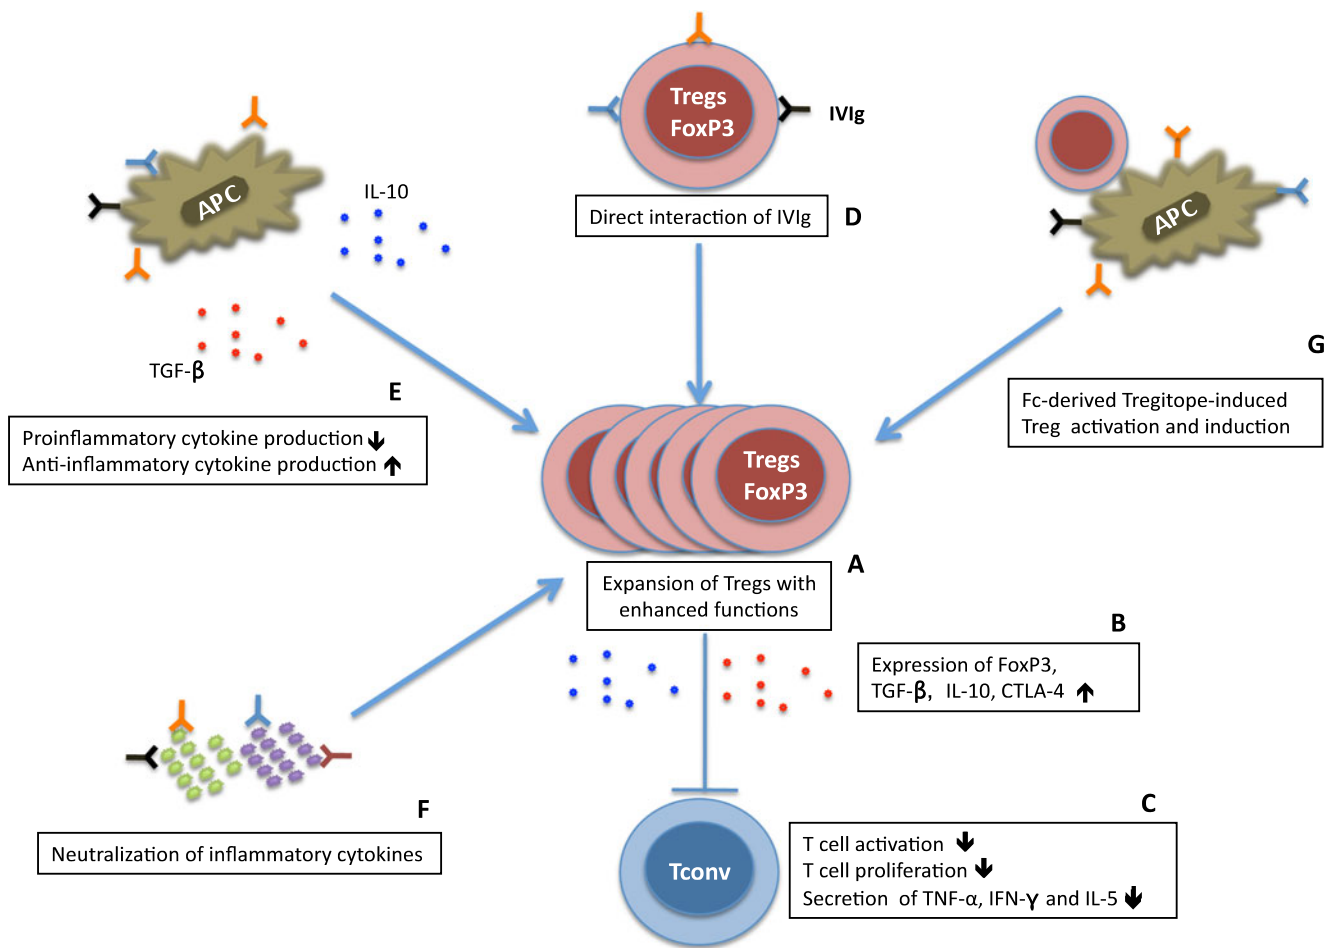 Tregs
FoxP3
IVIg
Direct interaction of IVIg
D
APC
IL-10
TGF-β
E
Proinflammatory cytokine production ↓
Anti-inflammatory cytokine production ↑
APC
G
Fc-derived Tregitope-induced
Treg activation and induction
Tregs
FoxP3
A
Expansion of Tregs with
enhanced functions
B
Expression of FoxP3,
TGF-β, IL-10, CTLA-4 ↑
F
Neutralization of inflammatory cytokines
Tconv
C
T cell activation ↓
T cell proliferation ↓
Secretion of TNF-α, IFN-γ and IL-5 ↓